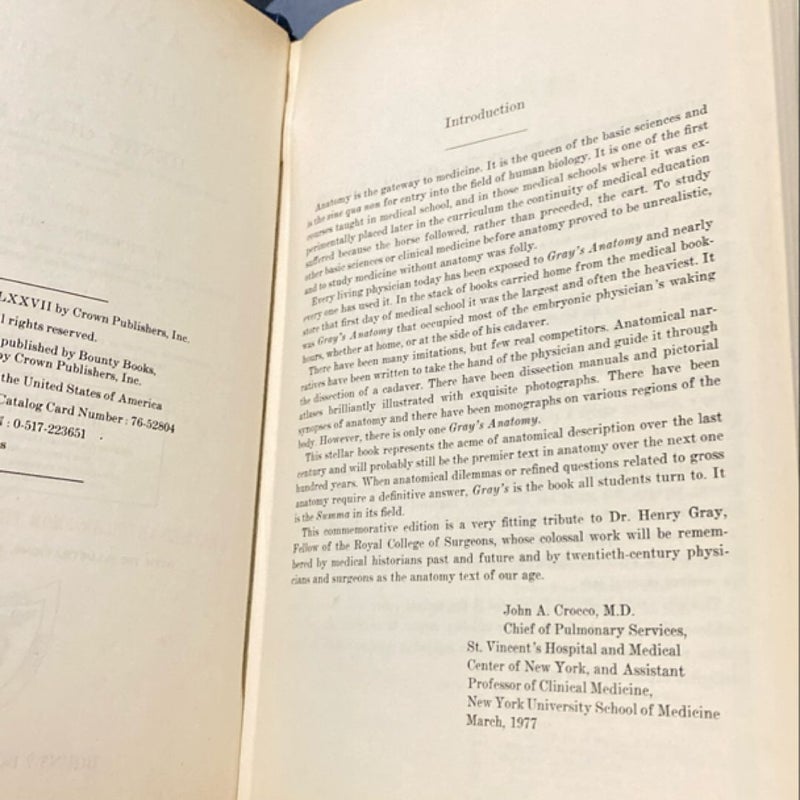 LXXVII by Crown Publishers, Inc.
l rights reserved.
published by Bounty Books,
by Crown Publishers, Inc.
the United States of America
Catalog Card Number: 76-52804
: 0-517-223651
Introduction
Anatomy is the gateway to medicine. It is the queen of the basic sciences and
is the sine qua non for entry into the field of human biology. It is one of the first
courses taught in medical school, and in those medical schools where it was ex-
perimentally placed later in the curriculum the continuity of medical education
suffered because the horse followed, rather than preceded, the cart. To study
other basic sciences or clinical medicine before anatomy proved to be unrealistic,
and to study medicine without anatomy was folly.
Every living physician today has been exposed to Gray's Anatomy and nearly
every one has used it. In the stack of books carried home from the medical book-
store that first day of medical school it was the largest and often the heaviest. It
was Gray's Anatomy that occupied most of the embryonic physician's waking
hours, whether at home, or at the side of his cadaver.
There have been many imitations, but few real competitors. Anatomical nar-
ratives have been written to take the hand of the physician and guide it through
the dissection of a cadaver. There have been dissection manuals and pictorial
atlases brilliantly illustrated with exquisite photographs. There have been
synopses of anatomy and there have been monographs on various regions of the
body. However, there is only one Gray's Anatomy.
This stellar book represents the acme of anatomical description over the last
century and will probably still be the premier text in anatomy over the next one
hundred years. When anatomical dilemmas or refined questions related to gross
anatomy require a definitive answer, Gray's is the book all students turn to. It
is the Summa in its field.
This commemorative edition is a very fitting tribute to Dr. Henry Gray,
Fellow of the Royal College of Surgeons, whose colossal work will be remem-
bered by medical historians past and future and by twentieth-century physi-
cians and surgeons as the anatomy text of our age.
John A. Crocco, M.D.
Chief of Pulmonary Services,
St. Vincent's Hospital and Medical
Center of New York, and Assistant
Professor of Clinical Medicine,
New York University School of Medicine
March, 1977